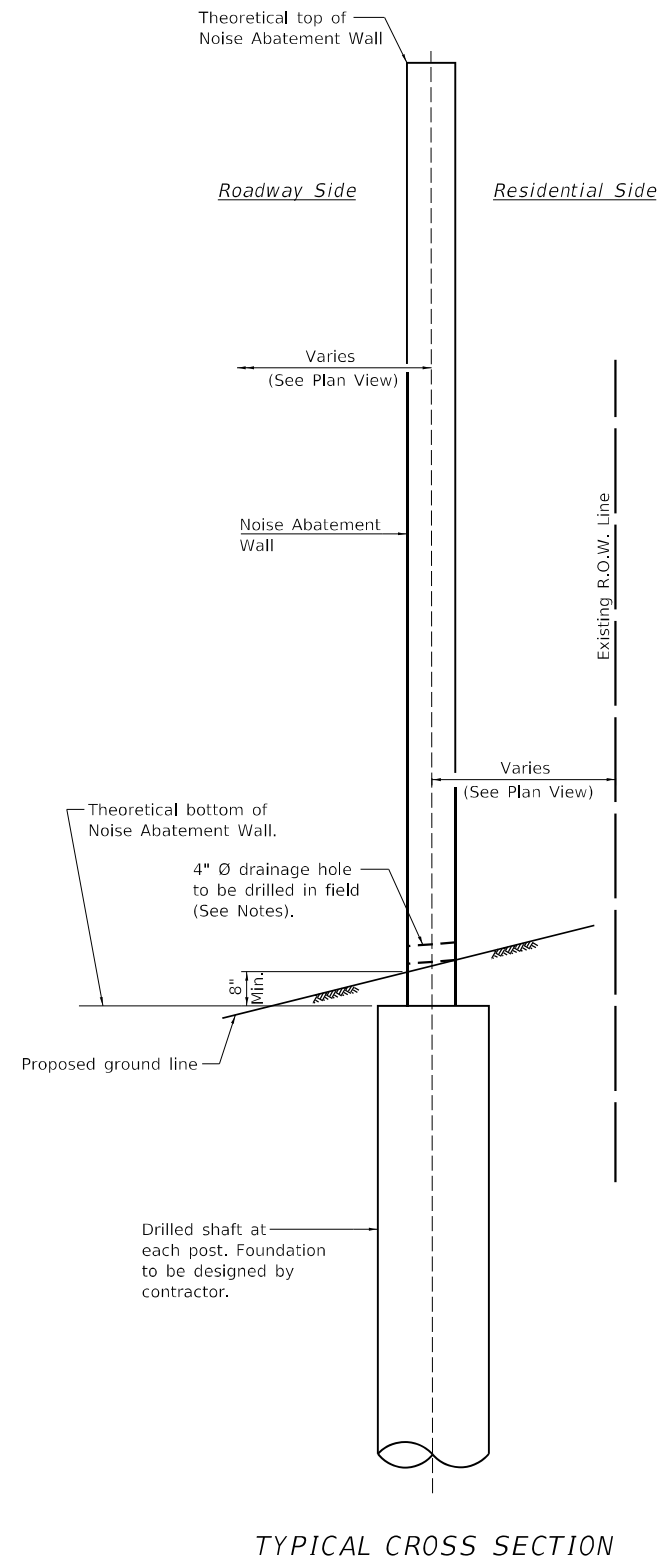 Theoretical top of
Noise Abatement Wall
Roadway Side
Residential Side
Varies
(See Plan View)
Noise Abatement
Wall
Existing R.O.W. Line
Varies
(See Plan View)
Theoretical bottom of
Noise Abatement Wall.
4" Ø drainage hole
to be drilled in field
(See Notes).
8"
Min.
Proposed ground line
Drilled shaft at
each post. Foundation
to be designed by
contractor.
TYPICAL CROSS SECTION